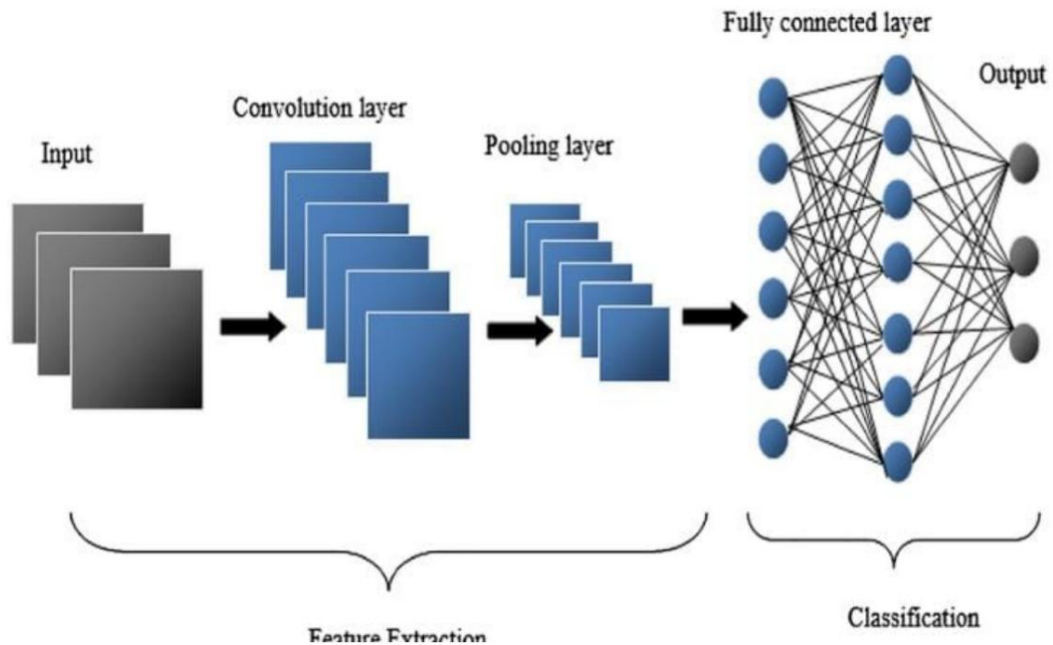 Fully connected layer
Output
Convolution layer
Pooling layer
Input
Classification
Feature Extraction